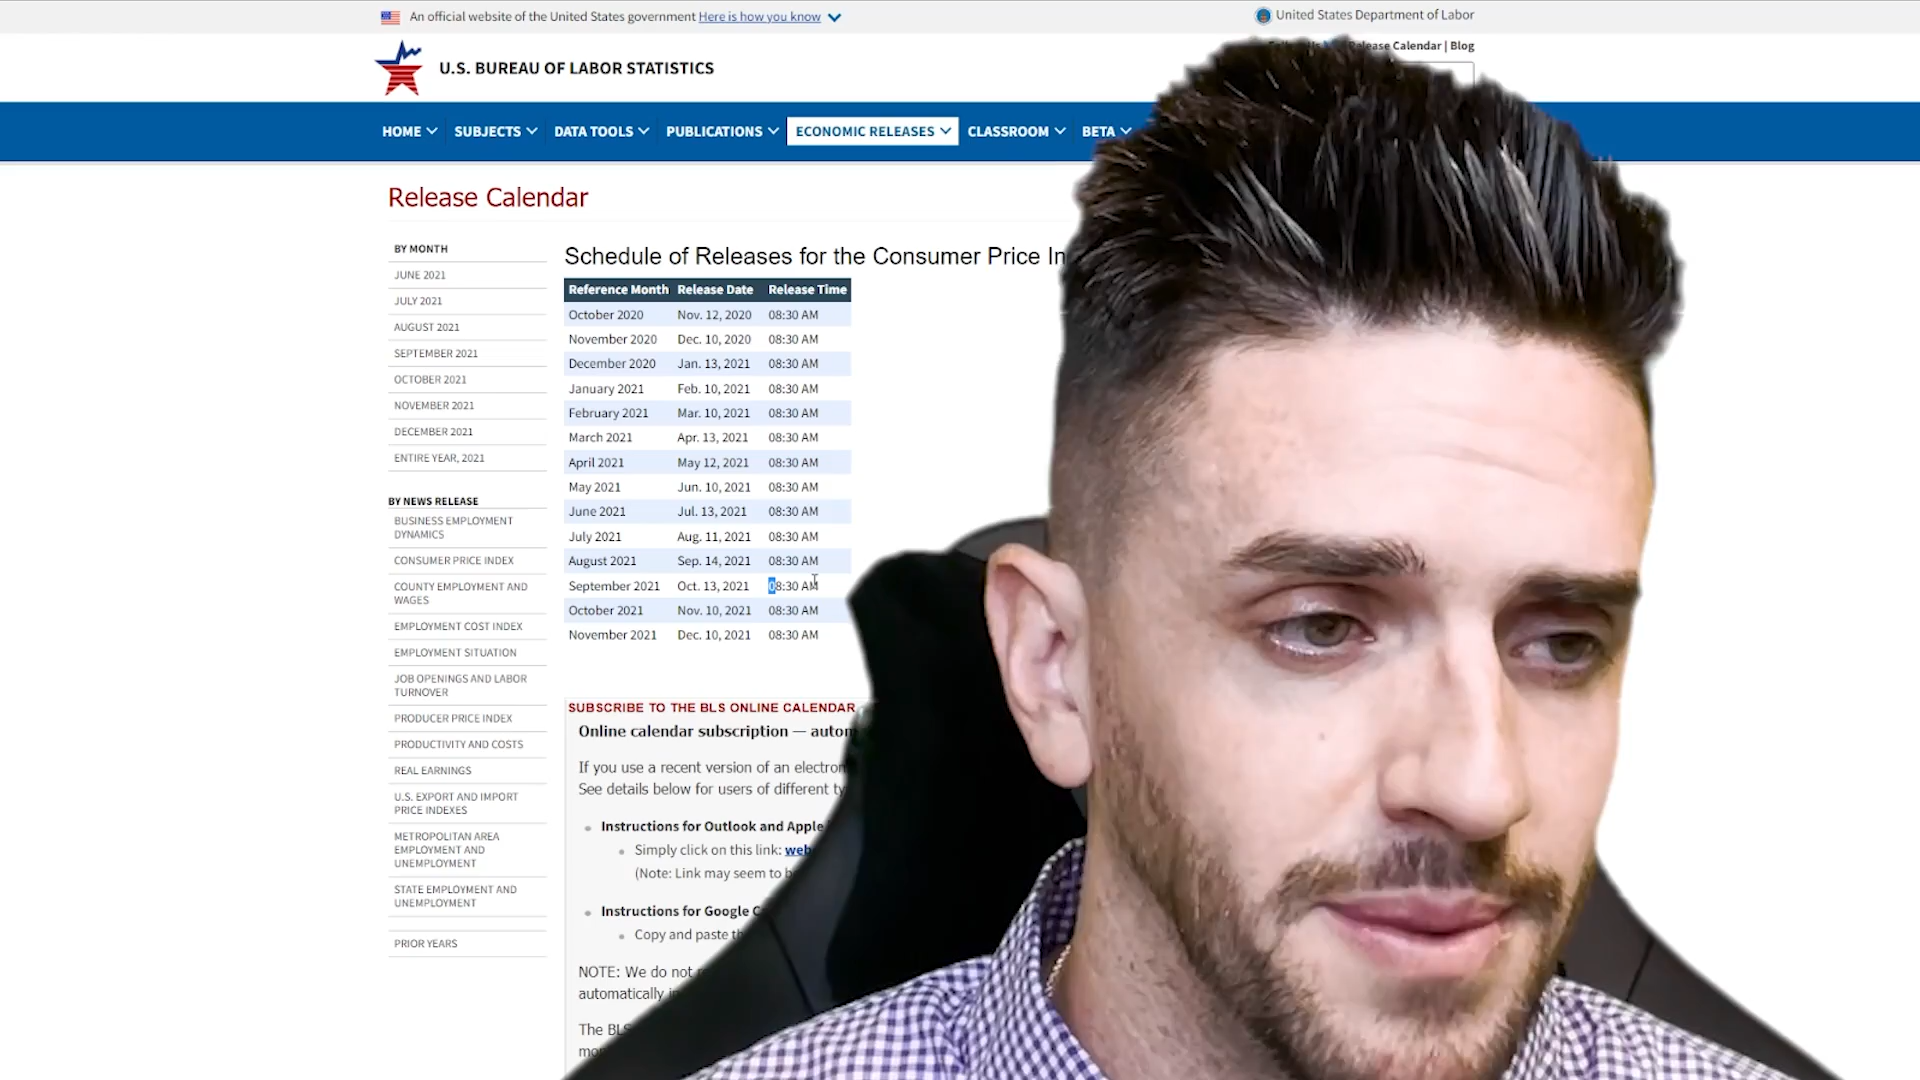 An official website of the United States government Here is how you know
United States Department of Labor
Release Calendar | Blog
U.S. BUREAU OF LABOR STATISTICS
HOME SUBJECTS DATA TOOLS PUBLICATIONS ECONOMIC RELEASES CLASSROOM BETA
Release Calendar
BY MONTH
JUNE 2021
JULY 2021
AUGUST 2021
SEPTEMBER 2021
OCTOBER 2021
NOVEMBER 2021
DECEMBER 2021
ENTIRE YEAR, 2021
BY NEWS RELEASE
BUSINESS EMPLOYMENT
DYNAMICS
CONSUMER PRICE INDEX
COUNTY EMPLOYMENT AND
WAGES
EMPLOYMENT COST INDEX
EMPLOYMENT SITUATION
JOB OPENINGS AND LABOR
TURNOVER
PRODUCER PRICE INDEX
PRODUCTIVITY AND COSTS
REAL EARNINGS
U.S. EXPORT AND IMPORT
PRICE INDEXES
METROPOLITAN AREA
EMPLOYMENT AND
UNEMPLOYMENT
STATE EMPLOYMENT AND
UNEMPLOYMENT
PRIOR YEARS
Schedule of Releases for the Consumer Price In
Reference Month Release Date Release Time
October 2020 Nov. 12, 2020 08:30 AM
November 2020 Dec. 10, 2020 08:30 AM
December 2020 Jan. 13, 2021 08:30 AM
January 2021 Feb. 10, 2021 08:30 AM
February 2021 Mar. 10, 2021 08:30 AM
March 2021 Apr. 13, 2021 08:30 AM
April 2021 May 12, 2021 08:30 AM
May 2021 Jun. 10, 2021 08:30 AM
June 2021 Jul. 13, 2021 08:30 AM
July 2021 Aug. 11, 2021 08:30 AM
August 2021 Sep. 14, 2021 08:30 AM
September 2021 Oct. 13, 2021 08:30 AM
October 2021 Nov. 10, 2021 08:30 AM
November 2021 Dec. 10, 2021 08:30 AM
SUBSCRIBE TO THE BLS ONLINE CALENDAR
Online calendar subscription — autom
If you use a recent version of an electron
See details below for users of different ty
Instructions for Outlook and Apple
Simply click on this link: web
(Note: Link may seem to b
Instructions for Google C
Copy and paste th
NOTE: We do not
automatically i
The BLS
mo